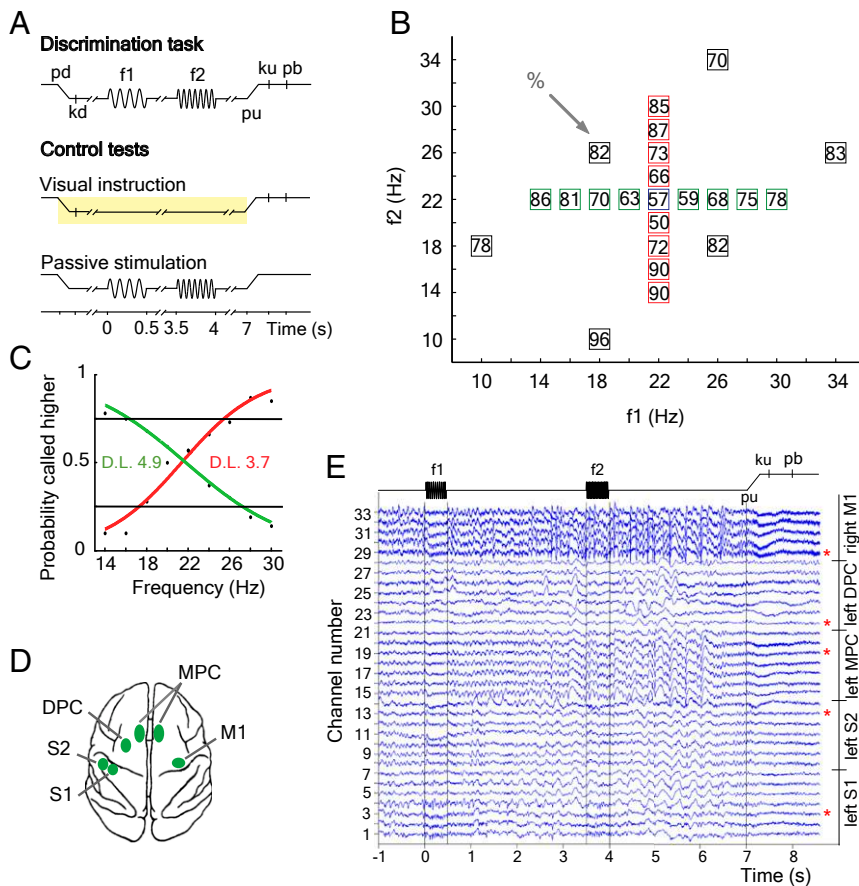 A
Discrimination task
pd f1 f2 ku pb
kd pu
Control tests
Visual instruction
Passive stimulation
0 0.5 3.5 4 7 Time (s)
B
f2 (Hz)
34 70
30 85
87
%
26 82 73 83
66
22 86 81 70 63 57 59 68 75 78
50
18 78 72 82
90
14 90
10 96
10 14 18 22 26 30 34
f1 (Hz)
C
Probability called higher
1
0.5
0
D.L. 4.9 D.L. 3.7
14 18 22 26 30
Frequency (Hz)
D
MPC
DPC
M1
S2
S1
E
f1 f2 ku pb
pu
Channel number
33
31
29 *
27
25
23
21 *
19 *
17
15
13 *
11
9
7
5
3 *
1
right M1
left DPC
left MPC
left S2
left S1
-1 0 1 2 3 4 5 6 7 8
Time (s)